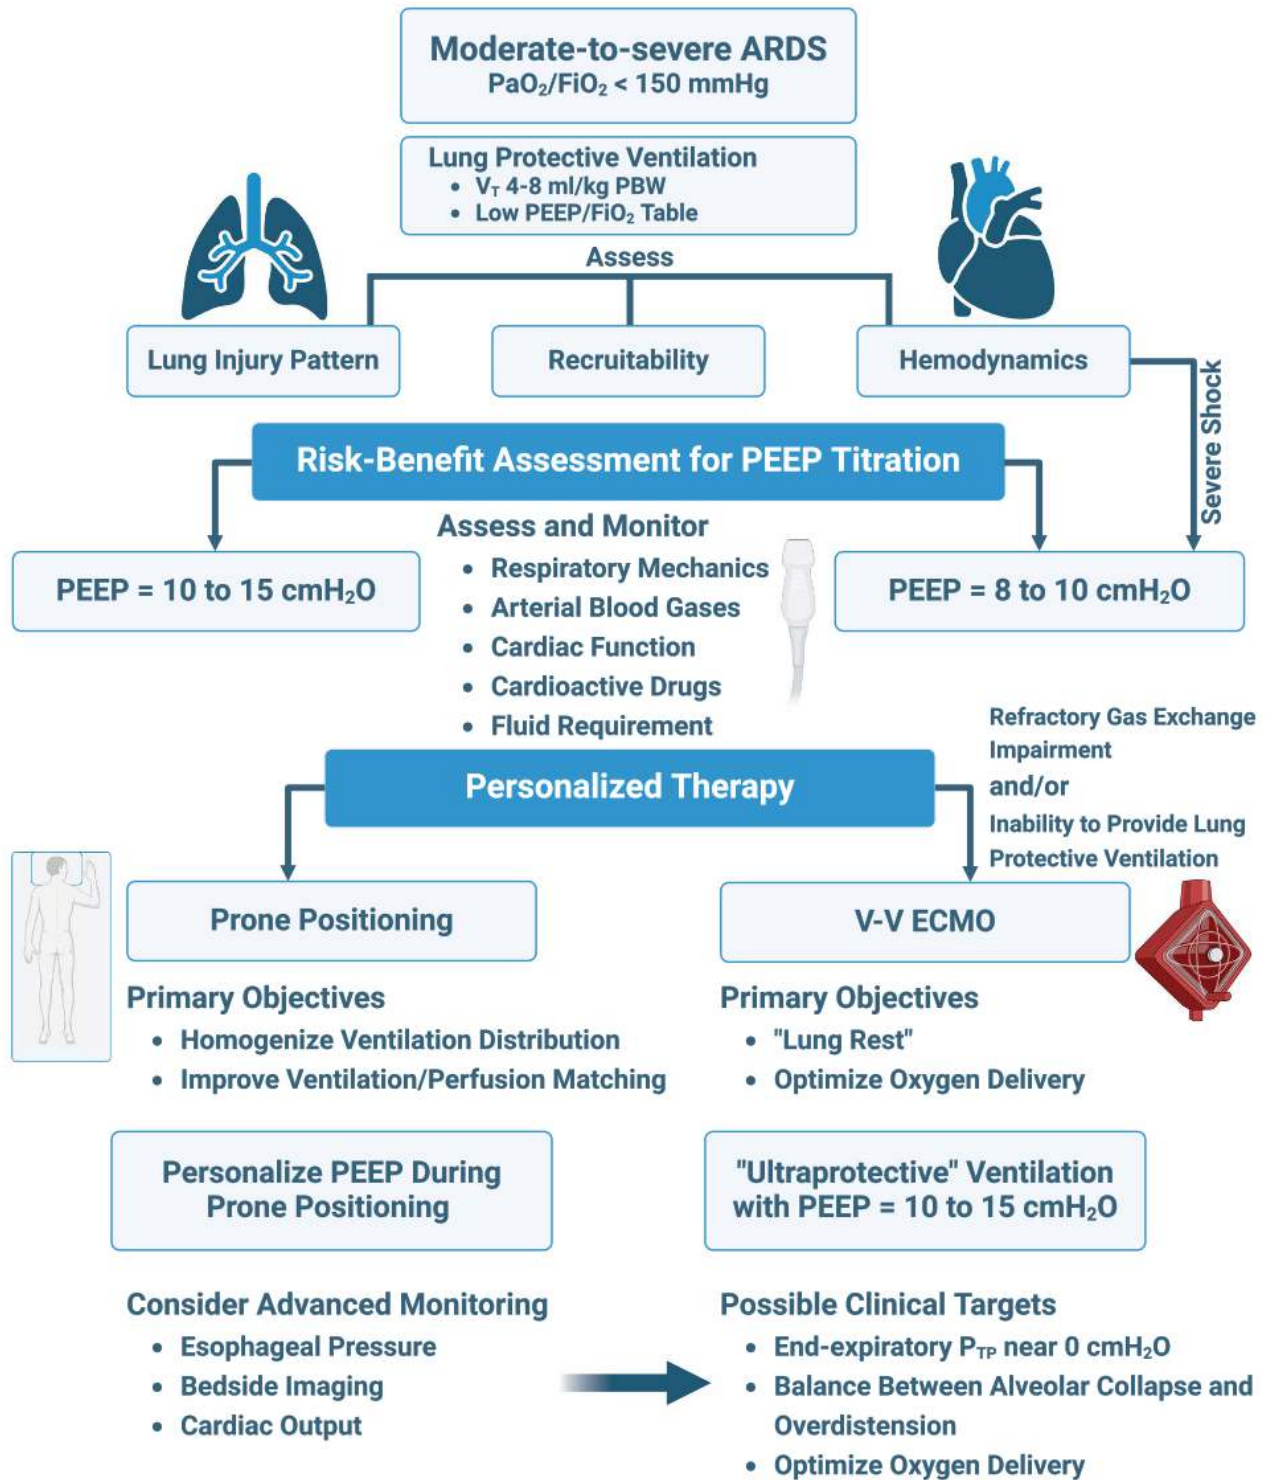 Moderate-to-severe ARDS
PaO₂/FiO₂ < 150 mmHg
Lung Protective Ventilation
• V_T 4-8 ml/kg PBW
• Low PEEP/FiO₂ Table
Assess
Lung Injury Pattern
Recruitability
Hemodynamics
Severe Shock
Risk-Benefit Assessment for PEEP Titration
PEEP = 10 to 15 cmH₂O
Assess and Monitor
• Respiratory Mechanics
• Arterial Blood Gases
• Cardiac Function
• Cardioactive Drugs
• Fluid Requirement
PEEP = 8 to 10 cmH₂O
Personalized Therapy
Refractory Gas Exchange
Impairment
and/or
Inability to Provide Lung
Protective Ventilation
Prone Positioning
Primary Objectives
• Homogenize Ventilation Distribution
• Improve Ventilation/Perfusion Matching
V-V ECMO
Primary Objectives
• "Lung Rest"
• Optimize Oxygen Delivery
Personalize PEEP During
Prone Positioning
"Ultraprotective" Ventilation
with PEEP = 10 to 15 cmH₂O
Consider Advanced Monitoring
• Esophageal Pressure
• Bedside Imaging
• Cardiac Output
Possible Clinical Targets
• End-expiratory P_TP near 0 cmH₂O
• Balance Between Alveolar Collapse and
Overdistension
• Optimize Oxygen Delivery